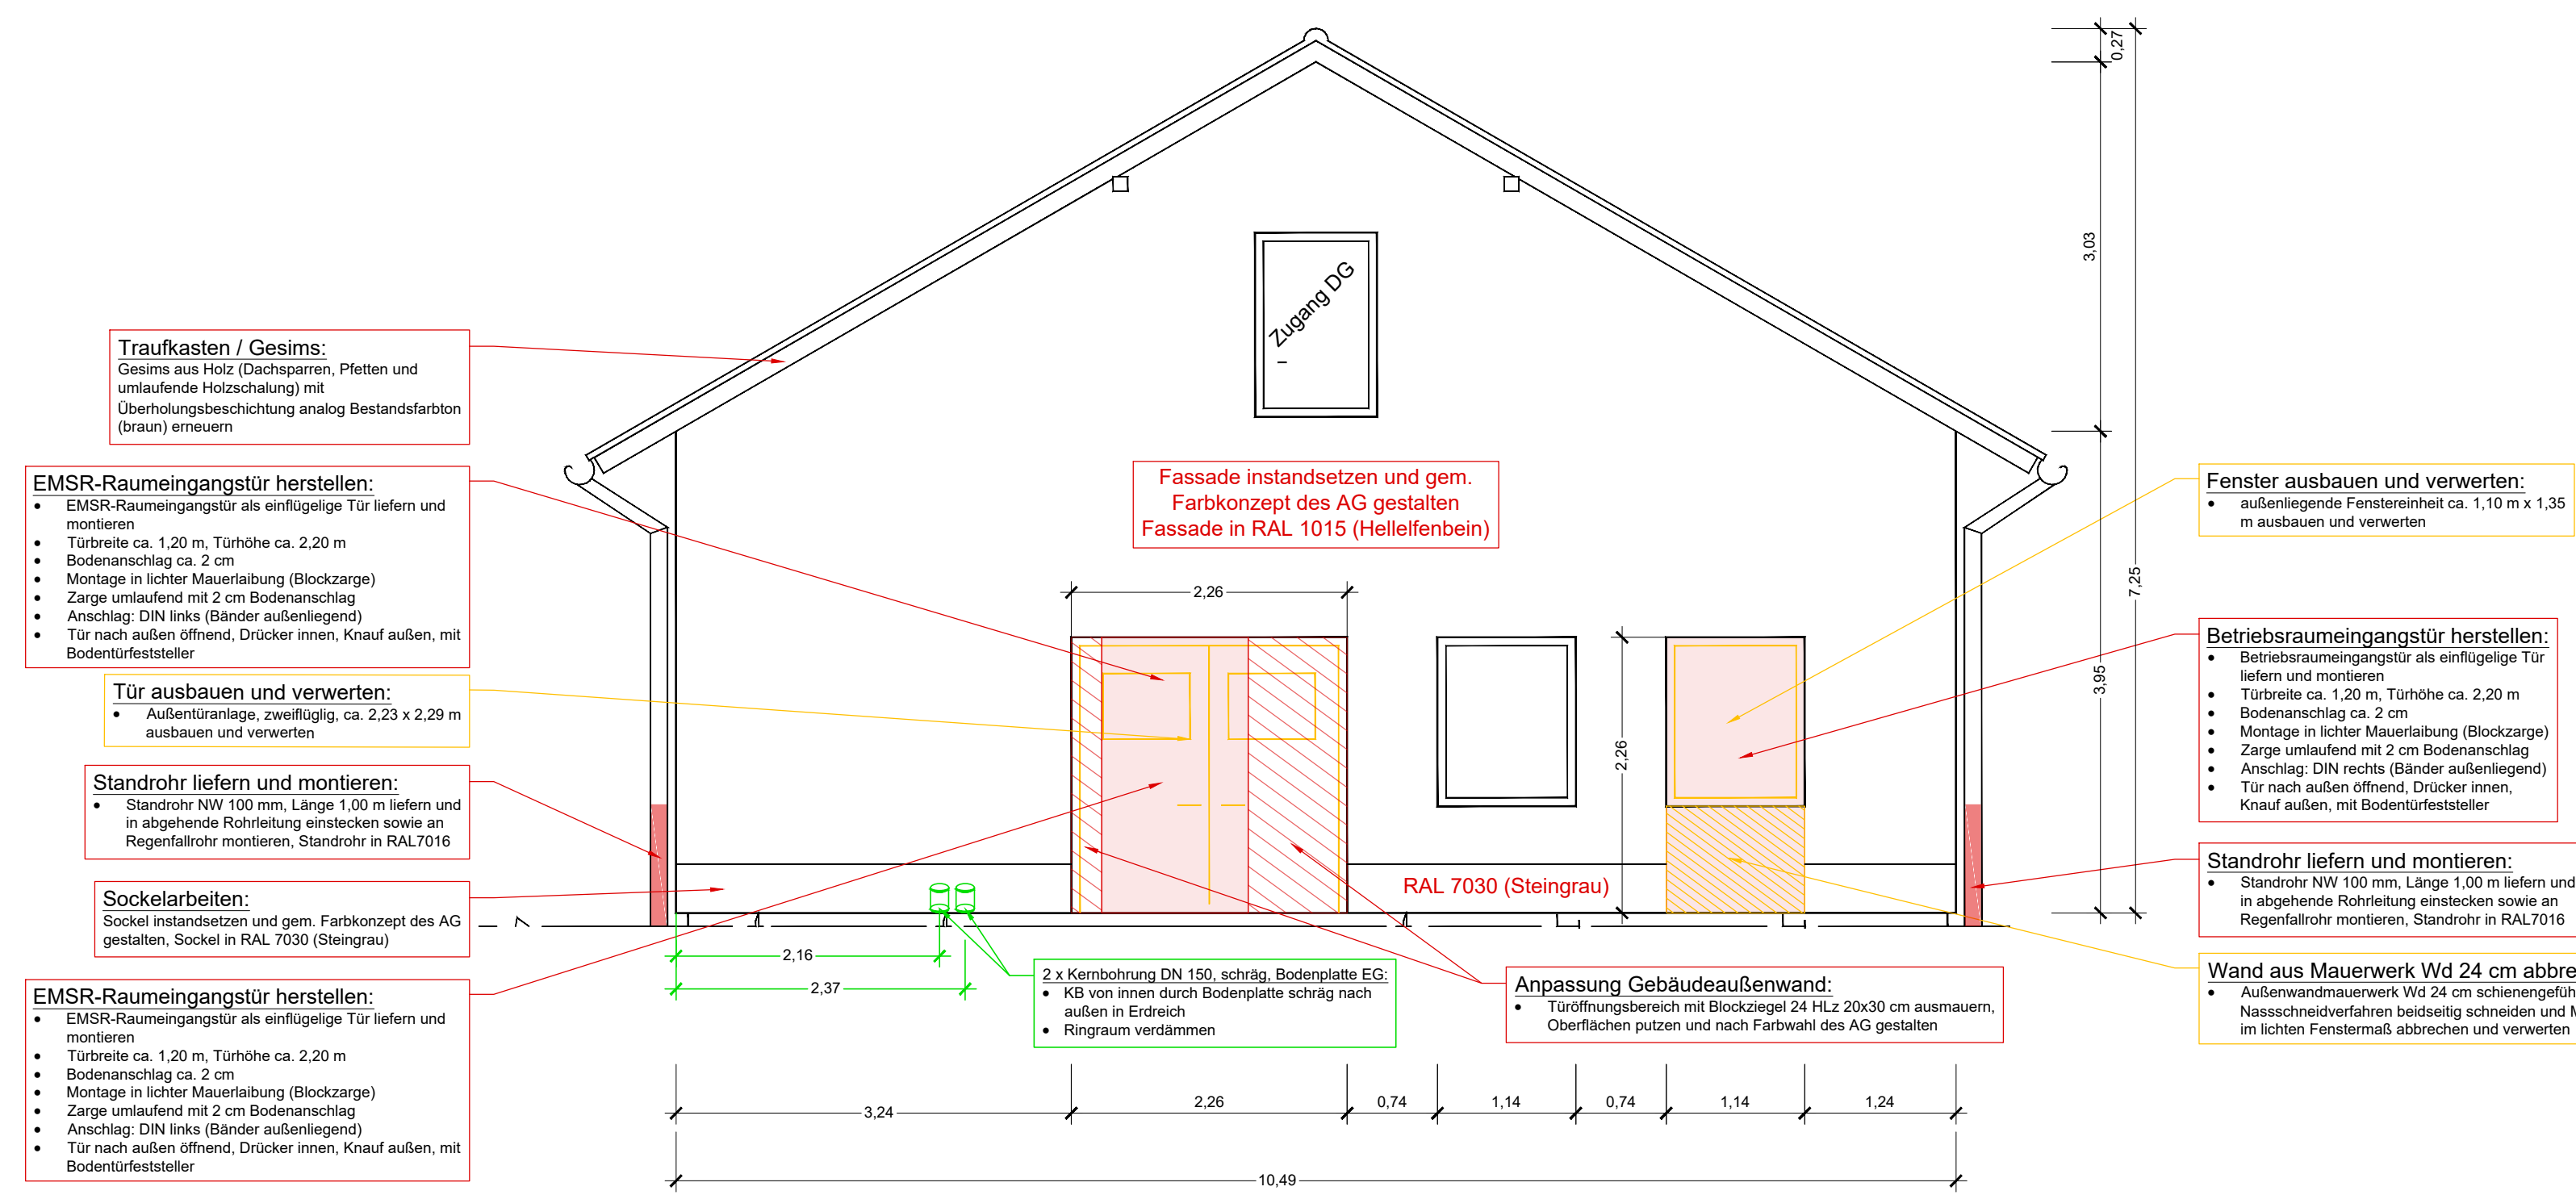 0,27
3,03
7,25
3,95
Zugang DG
Traufkasten / Gesims:
Gesims aus Holz (Dachsparren, Pfetten und
umlaufende Holzschalung) mit
Überholungsbeschichtung analog Bestandsfarbton
(braun) erneuern
EMSR-Raumeingangstür herstellen:
• EMSR-Raumeingangstür als einflügelige Tür liefern und
montieren
• Türbreite ca. 1,20 m, Türhöhe ca. 2,20 m
• Bodenanschlag ca. 2 cm
• Montage in lichter Mauerlaibung (Blockzarge)
• Zarge umlaufend mit 2 cm Bodenanschlag
• Anschlag: DIN links (Bänder außenliegend)
• Tür nach außen öffnend, Drücker innen, Knauf außen, mit
Bodentürfeststeller
Tür ausbauen und verwerten:
• Außentüranlage, zweiflüglig, ca. 2,23 x 2,29 m
ausbauen und verwerten
Standrohr liefern und montieren:
• Standrohr NW 100 mm, Länge 1,00 m liefern und
in abgehende Rohrleitung einstecken sowie an
Regenfallrohr montieren, Standrohr in RAL7016
Sockelarbeiten:
Sockel instandsetzen und gem. Farbkonzept des AG
gestalten, Sockel in RAL 7030 (Steingrau)
EMSR-Raumeingangstür herstellen:
• EMSR-Raumeingangstür als einflügelige Tür liefern und
montieren
• Türbreite ca. 1,20 m, Türhöhe ca. 2,20 m
• Bodenanschlag ca. 2 cm
• Montage in lichter Mauerlaibung (Blockzarge)
• Zarge umlaufend mit 2 cm Bodenanschlag
• Anschlag: DIN links (Bänder außenliegend)
• Tür nach außen öffnend, Drücker innen, Knauf außen, mit
Bodentürfeststeller
Fassade instandsetzen und gem.
Farbkonzept des AG gestalten
Fassade in RAL 1015 (Hellelfenbein)
2,26
2,26
RAL 7030 (Steingrau)
2,16
2,37
2 x Kernbohrung DN 150, schräg, Bodenplatte EG:
• KB von innen durch Bodenplatte schräg nach
außen in Erdreich
• Ringraum verdämmen
Anpassung Gebäudeaußenwand:
• Türöffnungsbereich mit Blockziegel 24 HLz 20x30 cm ausmauern,
Oberflächen putzen und nach Farbwahl des AG gestalten
Fenster ausbauen und verwerten:
• außenliegende Fenstereinheit ca. 1,10 m x 1,35
m ausbauen und verwerten
Betriebsraumeingangstür herstellen:
• Betriebsraumeingangstür als einflügelige Tür
liefern und montieren
• Türbreite ca. 1,20 m, Türhöhe ca. 2,20 m
• Bodenanschlag ca. 2 cm
• Montage in lichter Mauerlaibung (Blockzarge)
• Zarge umlaufend mit 2 cm Bodenanschlag
• Anschlag: DIN rechts (Bänder außenliegend)
• Tür nach außen öffnend, Drücker innen,
Knauf außen, mit Bodentürfeststeller
Standrohr liefern und montieren:
• Standrohr NW 100 mm, Länge 1,00 m liefern und
in abgehende Rohrleitung einstecken sowie an
Regenfallrohr montieren, Standrohr in RAL7016
Wand aus Mauerwerk Wd 24 cm
• Außenwandmauerwerk Wd 24 cm
Nassschneidverfahren beidseitig schneiden und
im lichten Fenstermaß abbrechen und verwerten
3,24
2,26
0,74
1,14
0,74
1,14
1,24
10,49